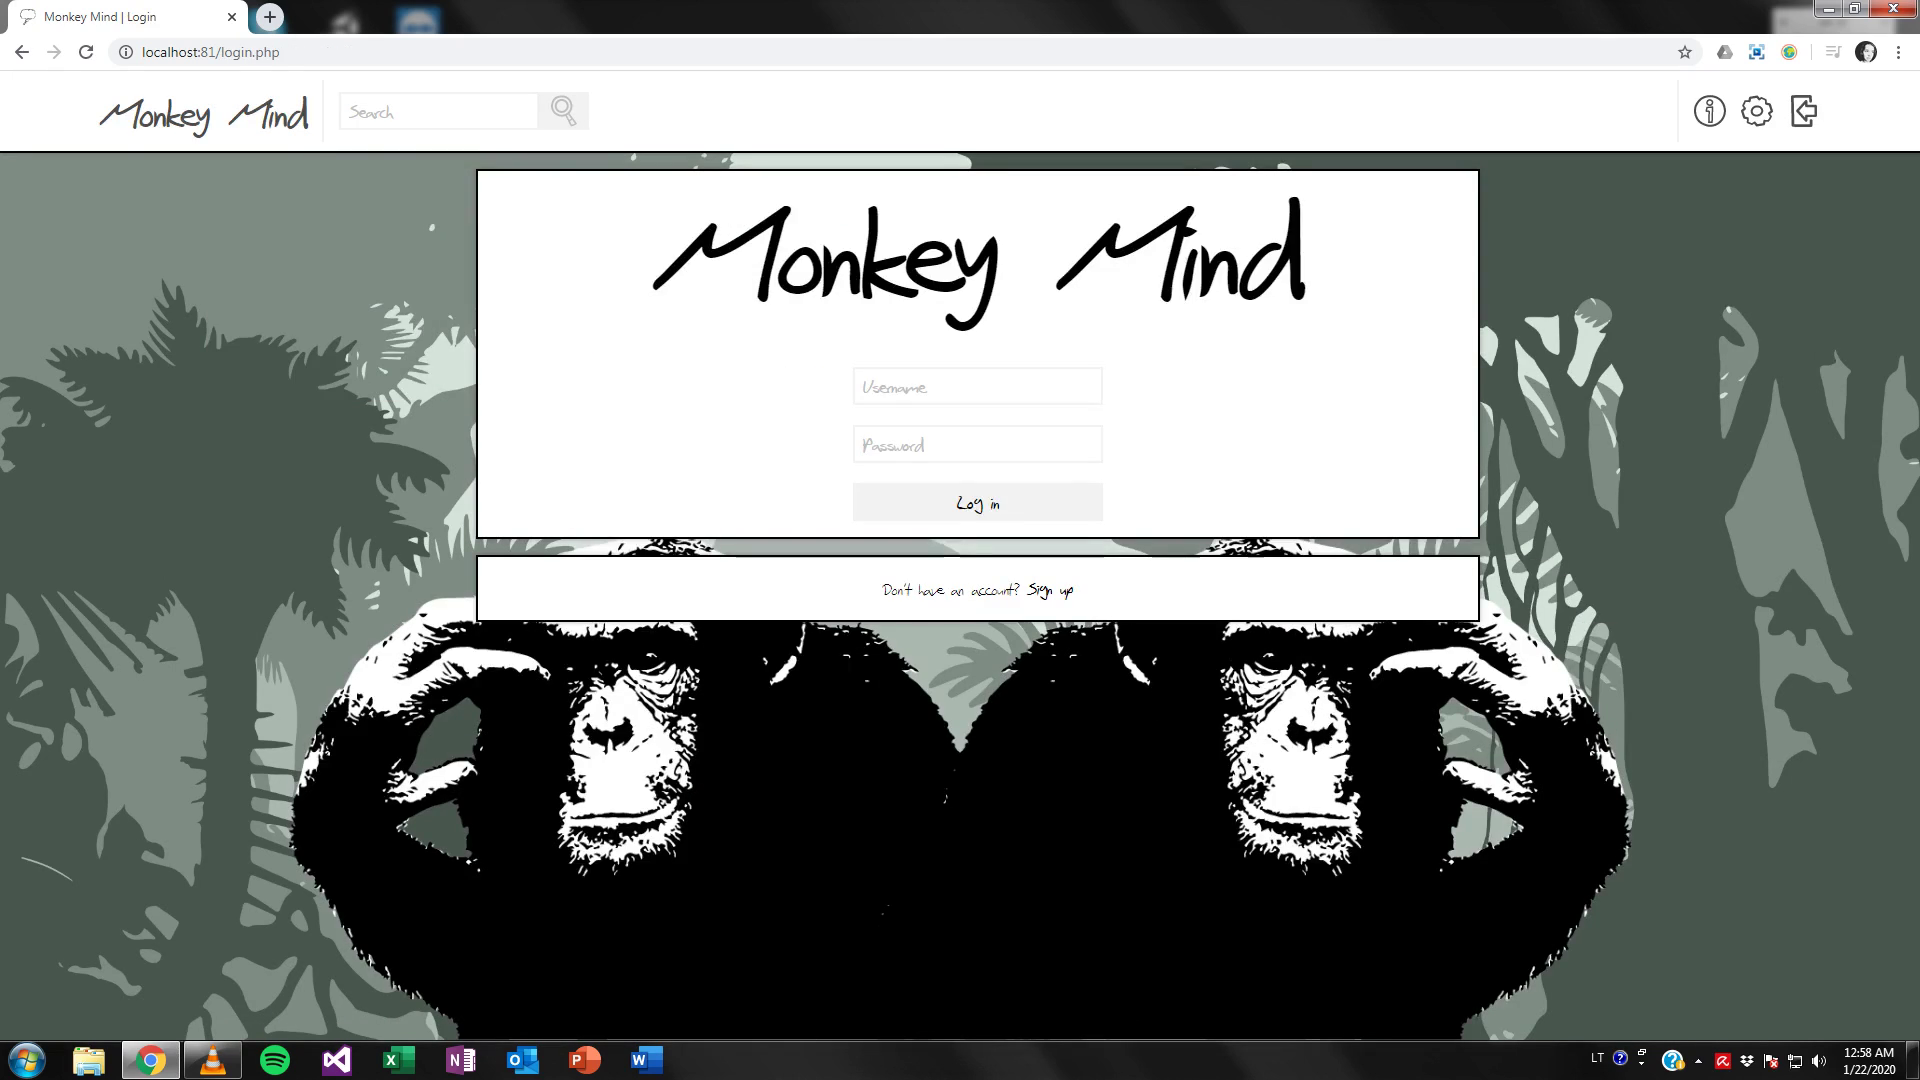 Monkey Mind | Login
localhost:81/login.php
Monkey Mind
Search
Monkey Mind
Username
Password
Log in
Don't have an account? Sign up
LT
12:58 AM
1/22/2020